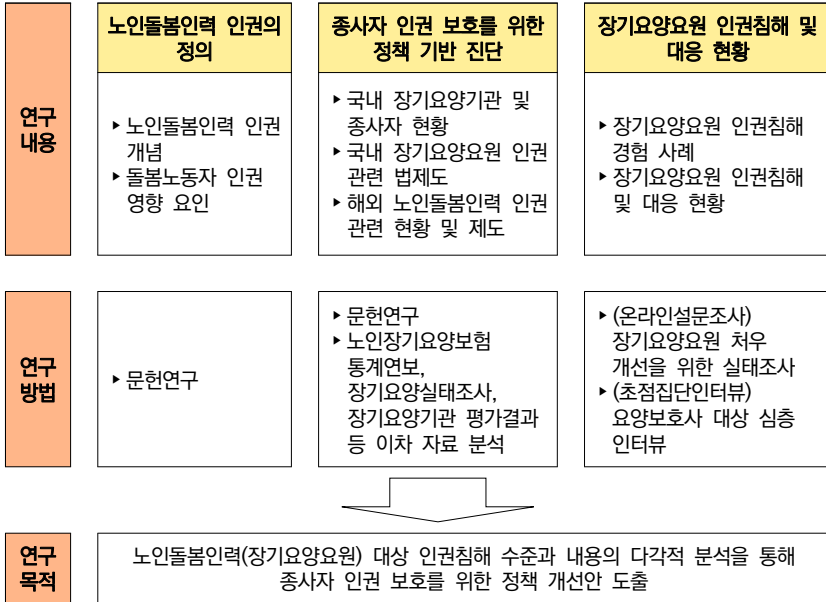 노인돌봄인력 인권의
정의
종사자 인권 보호를 위한
정책 기반 진단
장기요양요원 인권침해 및
대응 현황
연구
내용
▸노인돌봄인력 인권
개념
▸돌봄노동자 인권
영향 요인
▸국내 장기요양기관 및
종사자 현황
▸국내 장기요양요원 인권
관련 법제도
▸해외 노인돌봄인력 인권
관련 현황 및 제도
▸장기요양요원 인권침해
경험 사례
▸장기요양요원 인권침해
및 대응 현황
연구
방법
▸문헌연구
▸문헌연구
▸노인장기요양보험
통계연보,
장기요양실태조사,
장기요양기관 평가결과
등 이차 자료 분석
▸(온라인설문조사)
장기요양요원 처우
개선을 위한 실태조사
▸(초점집단인터뷰)
요양보호사 대상 심층
인터뷰
연구
목적
노인돌봄인력(장기요양요원) 대상 인권침해 수준과 내용의 다각적 분석을 통해
종사자 인권 보호를 위한 정책 개선안 도출